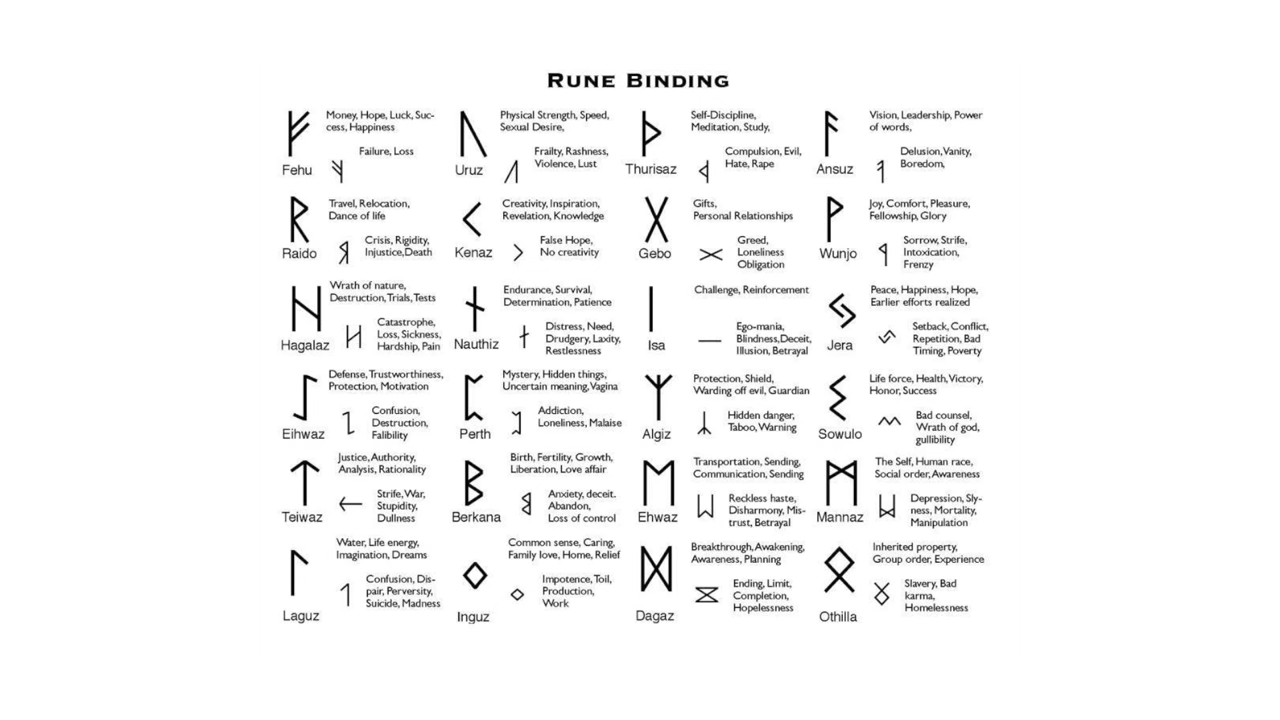 RUNE BINDING
Money, Hope, Luck, Suc-
cess, Happiness
Failure, Loss
Fehu
Physical Strength, Speed,
Sexual Desire,
Frailty, Rashness,
Violence, Lust
Uruz
Self-Discipline,
Meditation, Study,
Compulsion, Evil,
Hate, Rape
Thurisaz
Vision, Leadership, Power
of words,
Delusion, Vanity,
Boredom,
Ansuz
Travel, Relocation,
Dance of life
Crisis, Rigidity,
Injustice, Death
Raido
Creativity, Inspiration,
Revelation, Knowledge
False Hope,
No creativity
Kenaz
Gifts,
Personal Relationships
Greed,
Loneliness
Obligation
Gebo
Joy, Comfort, Pleasure,
Fellowship, Glory
Sorrow, Strife,
Intoxication,
Frenzy
Wunjo
Wrath of nature,
Destruction, Trials, Tests
Catastrophe,
Loss, Sickness,
Hardship, Pain
Hagalaz
Endurance, Survival,
Determination, Patience
Distress, Need,
Drudgery, Laxity,
Restlessness
Nauthiz
Challenge, Reinforcement
Ego-mania,
Blindness, Deceit,
Illusion, Betrayal
Isa
Peace, Happiness, Hope,
Earlier efforts realized
Setback, Conflict,
Repetition, Bad
Timing, Poverty
Jera
Defense, Trustworthiness,
Protection, Motivation
Confusion,
Destruction,
Falibility
Eihwaz
Mystery, Hidden things,
Uncertain meaning, Vagina
Addiction,
Loneliness, Malaise
Perth
Protection, Shield,
Warding off evil, Guardian
Hidden danger,
Taboo, Warning
Algiz
Life force, Health, Victory,
Honor, Success
Bad counsel,
Wrath of god,
gullibility
Sowulo
Justice, Authority,
Analysis, Rationality
Strife, War,
Stupidity,
Dullness
Teiwaz
Birth, Fertility, Growth,
Liberation, Love affair
Anxiety, deceit.
Abandon,
Loss of control
Berkana
Transportation, Sending,
Communication, Sending
Reckless haste,
Disharmony, Mis-
trust, Betrayal
Ehwaz
The Self, Human race,
Social order, Awareness
Depression, Sly-
ness, Mortality,
Manipulation
Mannaz
Water, Life energy,
Imagination, Dreams
Confusion, Dis-
pair, Perversity,
Suicide, Madness
Laguz
Common sense, Caring,
Family love, Home, Relief
Impotence, Toil,
Production,
Work
Inguz
Breakthrough, Awakening,
Awareness, Planning
Ending, Limit,
Completion,
Hopelessness
Dagaz
Inherited property,
Group order, Experience
Slavery, Bad
karma,
Homelessness
Othilla